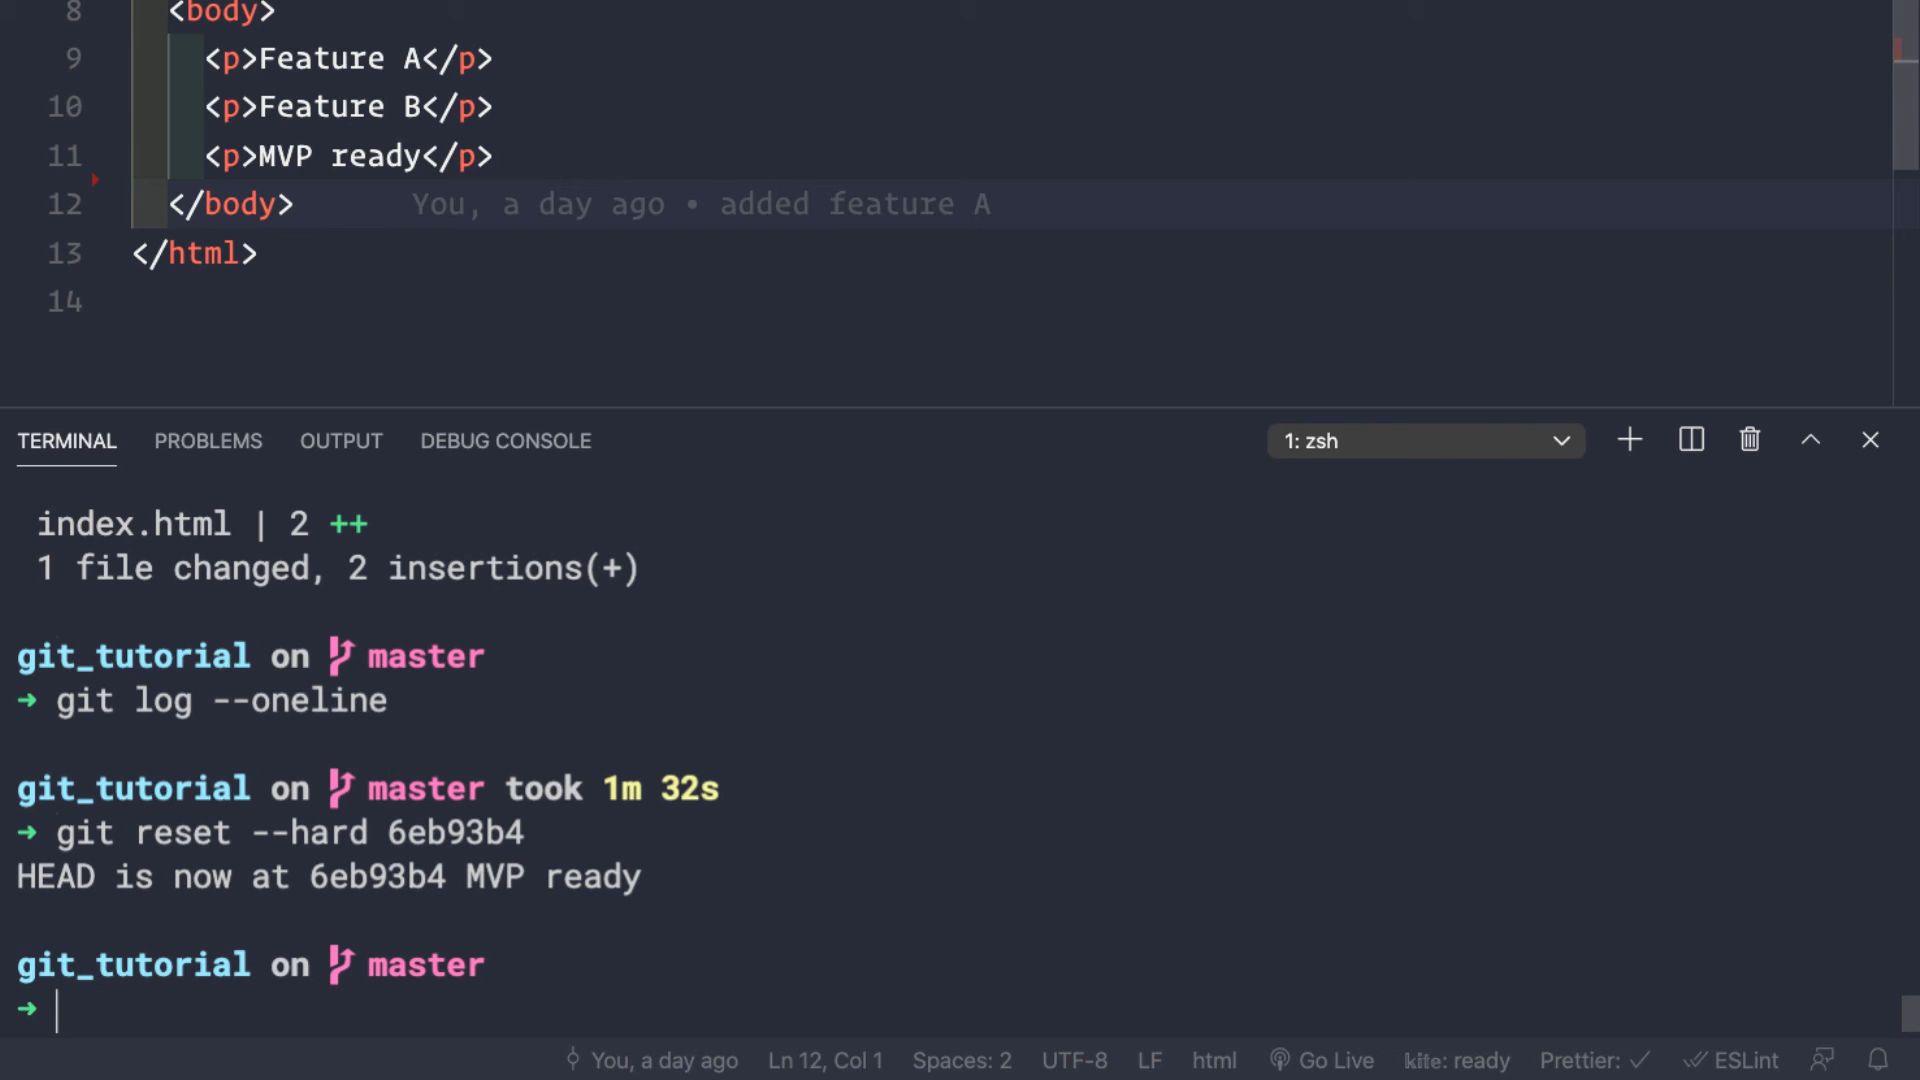 8 <body>
9 <p>Feature A</p>
10 <p>Feature B</p>
11 <p>MVP ready</p>
12 </body> You, a day ago • added feature A
13 </html>
14
TERMINAL PROBLEMS OUTPUT DEBUG CONSOLE 1: zsh
index.html | 2 ++
1 file changed, 2 insertions(+)
git_tutorial on master
➜ git log --oneline
git_tutorial on master took 1m 32s
➜ git reset --hard 6eb93b4
HEAD is now at 6eb93b4 MVP ready
git_tutorial on master
➜
You, a day ago Ln 12, Col 1 Spaces: 2 UTF-8 LF html Go Live kite: ready Prettier: ✓ ESLint